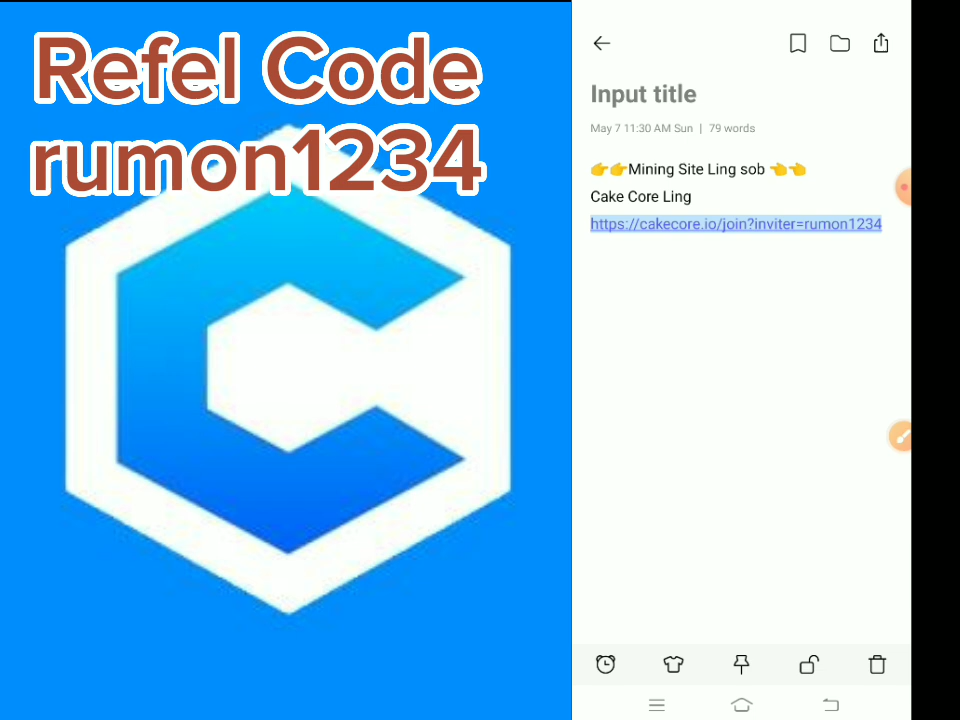 Refel Code
rumon1234
Input title
May 7 11:30 AM Sun | 79 words
👉👉Mining Site Ling sob 👈👈
Cake Core Ling
https://cakecore.io/join?inviter=rumon1234